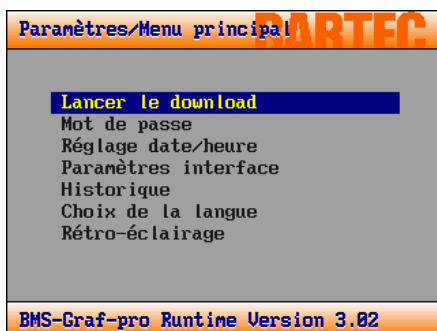 Paramètres/Menu principal
BARTEC
Lancer le download
Mot de passe
Réglage date/heure
Paramètres interface
Historique
Choix de la langue
Rétro-éclairage
BMS-Graf-pro Runtime Version 3.02